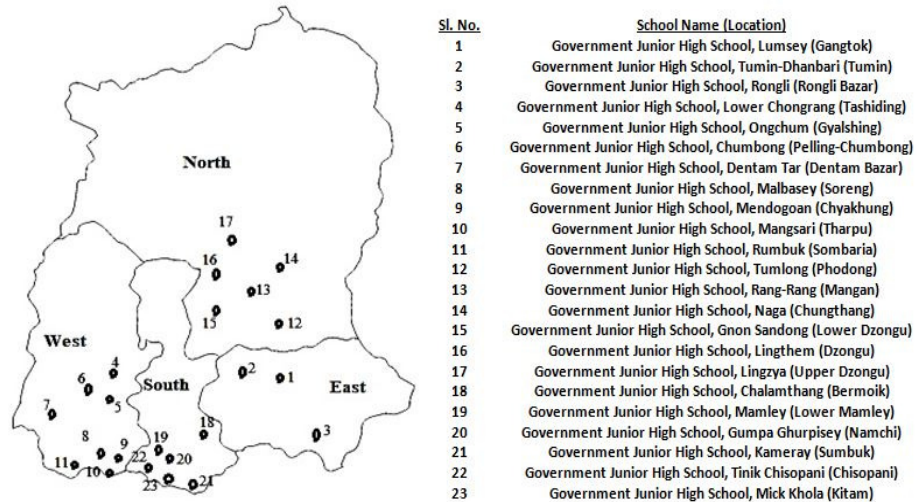 Sl. No. School Name (Location)
1 Government Junior High School, Lumsey (Gangtok)
2 Government Junior High School, Tumin-Dhanbari (Tumin)
3 Government Junior High School, Rongli (Rongli Bazar)
4 Government Junior High School, Lower Chongrang (Tashiding)
5 Government Junior High School, Ongchum (Gyalshing)
6 Government Junior High School, Chumbong (Pelling-Chumbong)
7 Government Junior High School, Dentam Tar (Dentam Bazar)
8 Government Junior High School, Malbasey (Soreng)
9 Government Junior High School, Mendogoan (Chyakhung)
10 Government Junior High School, Mangsari (Tharpu)
11 Government Junior High School, Rumbuk (Sombaria)
12 Government Junior High School, Tumlong (Phodong)
13 Government Junior High School, Rang-Rang (Mangan)
14 Government Junior High School, Naga (Chungthang)
15 Government Junior High School, Gnon Sandong (Lower Dzongu)
16 Government Junior High School, Lingthem (Dzongu)
17 Government Junior High School, Lingzya (Upper Dzongu)
18 Government Junior High School, Chalamthang (Bermoik)
19 Government Junior High School, Mamley (Lower Mamley)
20 Government Junior High School, Gumpa Ghurpisey (Namchi)
21 Government Junior High School, Kameray (Sumbuk)
22 Government Junior High School, Tinik Chisopani (Chisopani)
23 Government Junior High School, Mick Khola (Kitam)
North
17
16
14
13
15
12
West
4
6
5
7
8
9
11
10
South
18
19
22
20
23
21
East
2
1
3